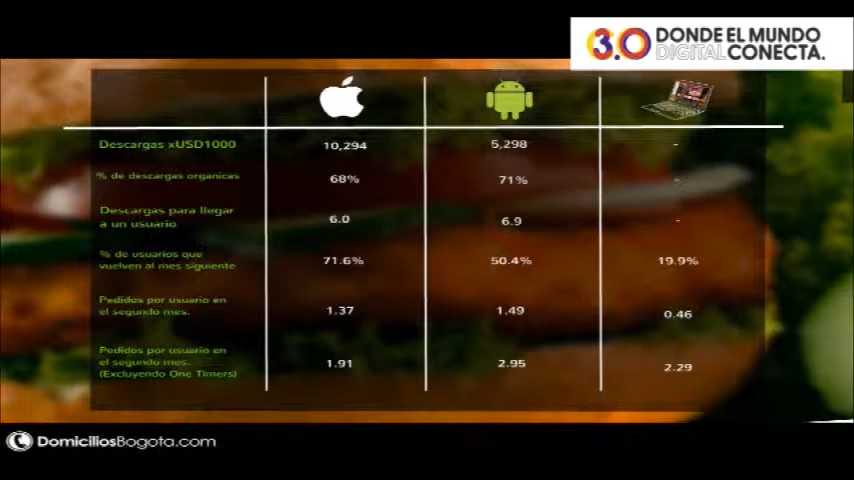 3.0 DONDE EL MUNDO
DIGITAL CONECTA.
Descargas xUSD1000 10,294 5,298 -
% de descargas organicas 68% 71% -
Descargas para llegar
a un usuario 6.0 6.9 -
% de usuarios que
vuelven al mes siguiente 71.6% 50.4% 19.9%
Pedidos por usuario en
el segundo mes. 1.37 1.49 0.46
Pedidos por usuario en
el segundo mes.
(Excluyendo One Timers) 1.91 2.95 2.29
DomiciliosBogota.com